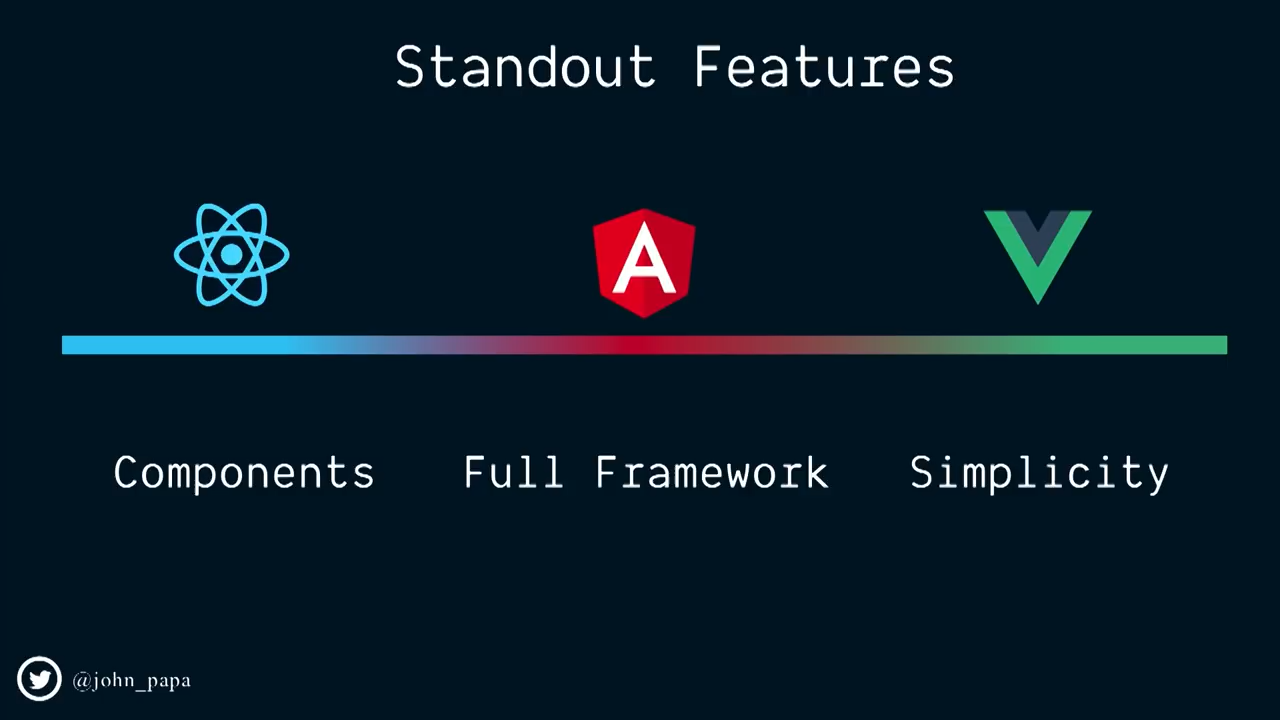 Standout Features
A
Components Full Framework Simplicity
@john_papa